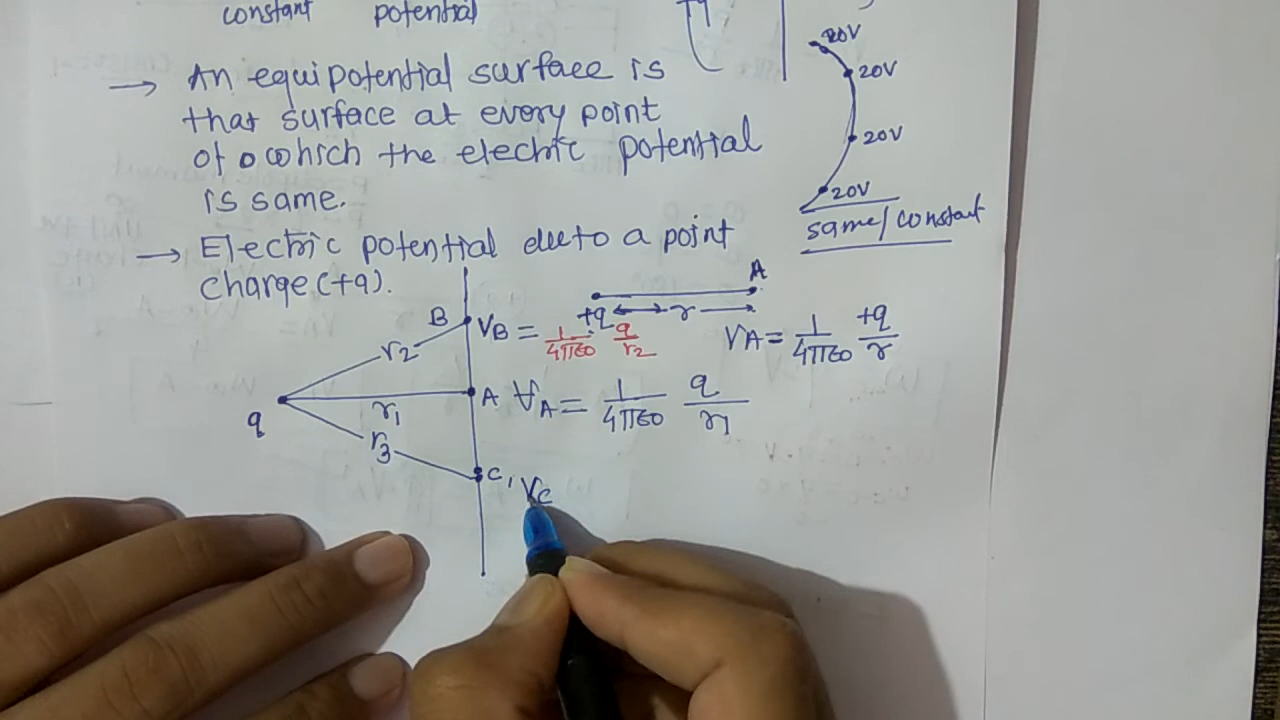 constant potential
→ An equipotential surface is
that surface at every point
of which the electric potential
is same.
20V
20V
20V
20V
same/constant
→ Electric potential due to a point
charge (+q).
A
+q r
VA = 1/4πε0 +q/r
B VB = 1/4πε0 q/r2
r2
q r1 A VA = 1/4πε0 q/r1
r3
C, Vc